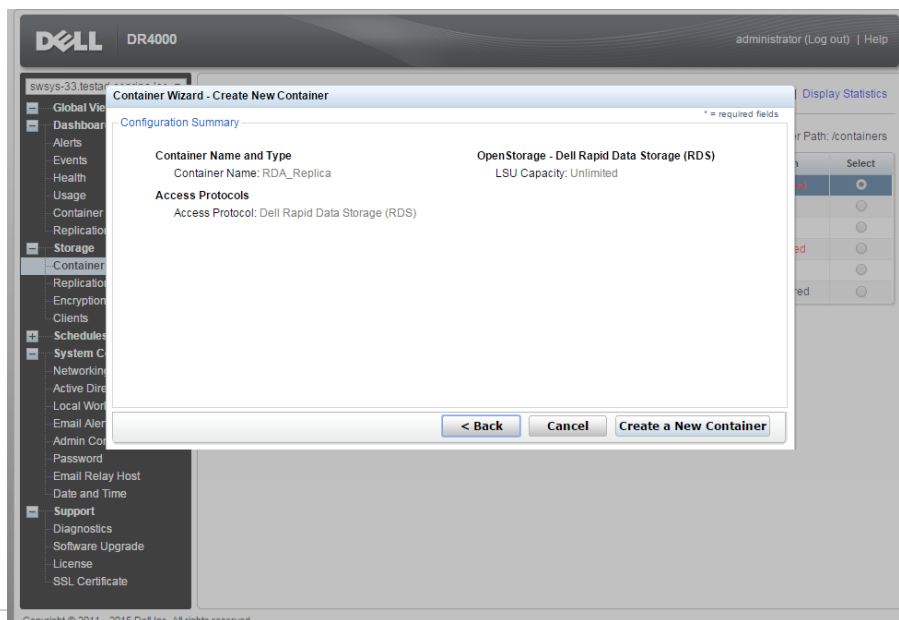 DELL DR4000 administrator (Log out) | Help
Display Statistics
Path: /containers
Select
Global
Dashboar
Alerts
Events
Health
Usage
Container
Replication
Storage
Container
Replication
Encryption
Clients
Schedules
System C
Networking
Active Dire
Local Wor
Email Aler
Admin Con
Password
Email Relay Host
Date and Time
Support
Diagnostics
Software Upgrade
License
SSL Certificate
Container Wizard - Create New Container
* = required fields
Configuration Summary
Container Name and Type
Container Name: RDA_Replica
Access Protocols
Access Protocol: Dell Rapid Data Storage (RDS)
OpenStorage - Dell Rapid Data Storage (RDS)
LSU Capacity: Unlimited
< Back Cancel Create a New Container